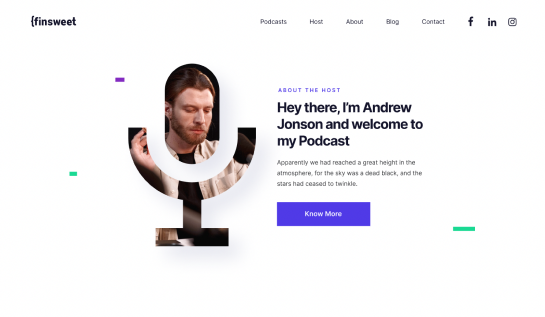 {finsweet
Podcasts Host About Blog Contact
ABOUT THE HOST
Hey there, I'm Andrew
Jonson and welcome to
my Podcast
Apparently we had reached a great height in the
atmosphere, for the sky was a dead black, and the
stars had ceased to twinkle.
Know More